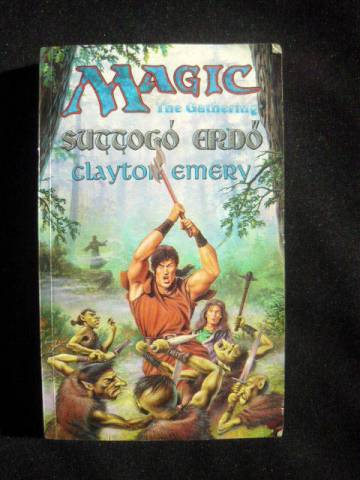 MAGIC
The Gathering
SUTTOGÓ ERDŐ
Clayton Emery